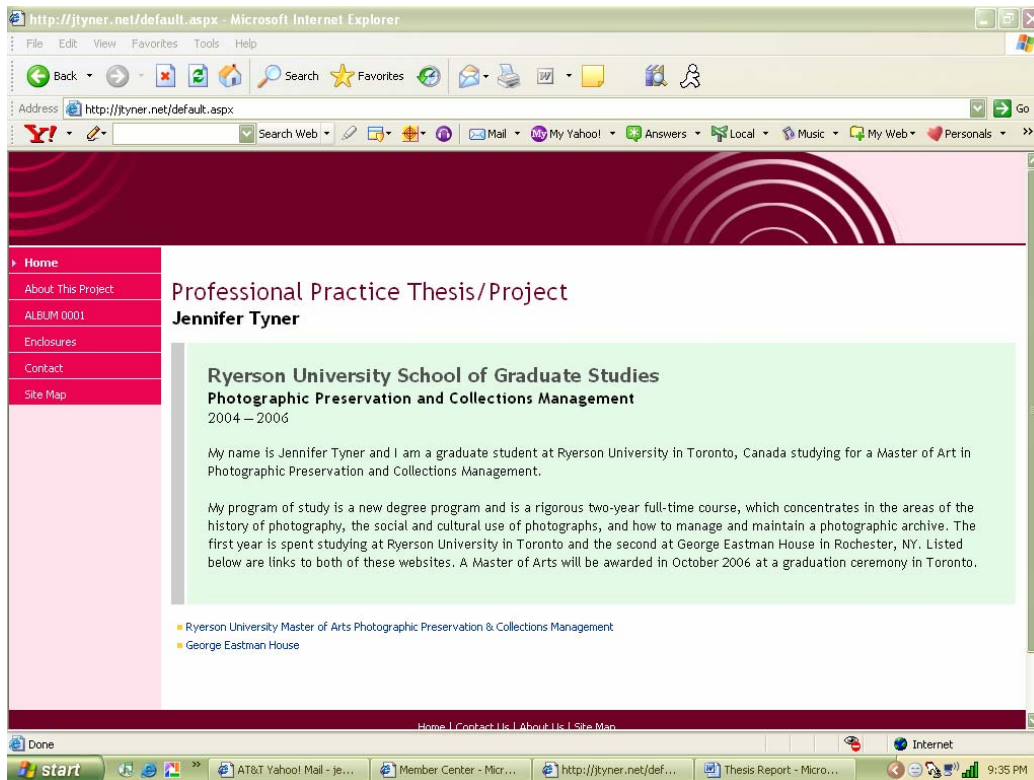 http://jtyner.net/default.aspx - Microsoft Internet Explorer
File Edit View Favorites Tools Help
Back Search Favorites
Address http://jtyner.net/default.aspx Go
Y! Search Web Mail My Yahoo! Answers Local Music My Web Personals »
Home
About This Project
ALBUM 0001
Enclosures
Contact
Site Map
Professional Practice Thesis/Project
Jennifer Tyner
Ryerson University School of Graduate Studies
Photographic Preservation and Collections Management
2004 – 2006
My name is Jennifer Tyner and I am a graduate student at Ryerson University in Toronto, Canada studying for a Master of Art in
Photographic Preservation and Collections Management.
My program of study is a new degree program and is a rigorous two-year full-time course, which concentrates in the areas of the
history of photography, the social and cultural use of photographs, and how to manage and maintain a photographic archive. The
first year is spent studying at Ryerson University in Toronto and the second at George Eastman House in Rochester, NY. Listed
below are links to both of these websites. A Master of Arts will be awarded in October 2006 at a graduation ceremony in Toronto.
Ryerson University Master of Arts Photographic Preservation & Collections Management
George Eastman House
Home | Contact Us | About Us | Site Map
Done Internet
start » AT&T Yahoo! Mail - je... Member Center - Micr... http://jtyner.net/def... Thesis Report - Micro... 9:35 PM